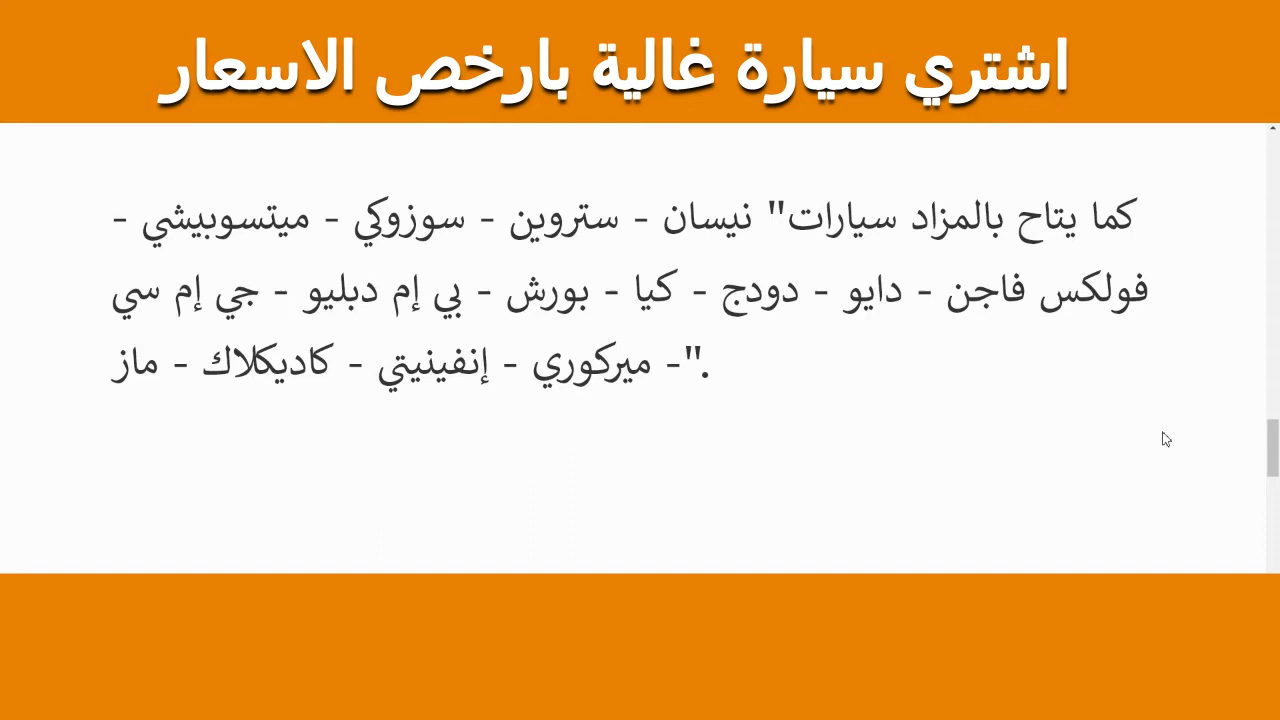 اشتري سيارة غالية بارخص الاسعار
كما يتاح بالمزاد سيارات" نيسان - ستروين - سوزوكي - ميتسوبيشي -
فولكس فاجن - دايو - دودج - كيا - بورش - بي إم دبليو - جي إم سي
- ميركوري - إنفينيتي - كاديكلاك - ماز".